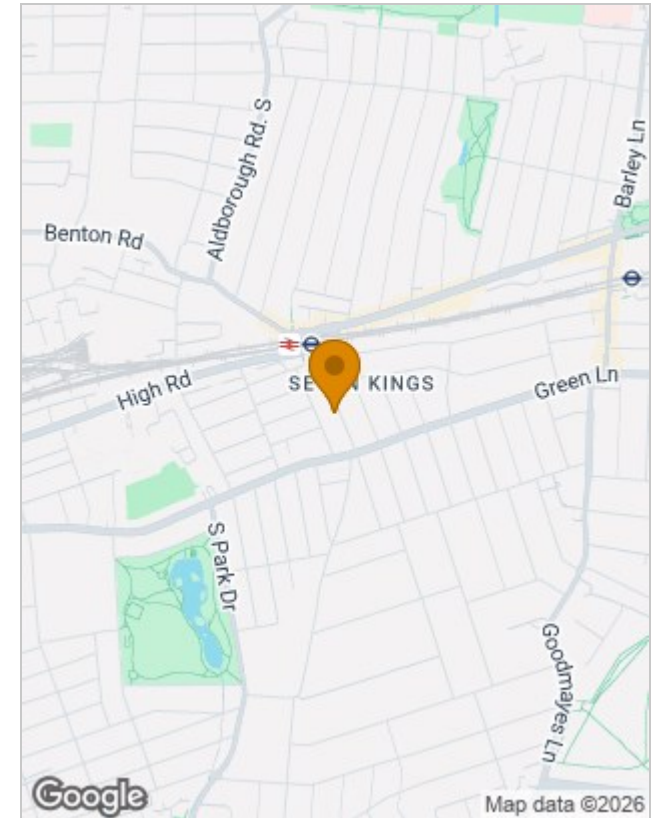 Aldborough Rd. S
Barley Ln
Benton Rd
High Rd
SEVEN KINGS
Green Ln
S Park Dr
Goodmayes Ln
Google
Map data ©2026